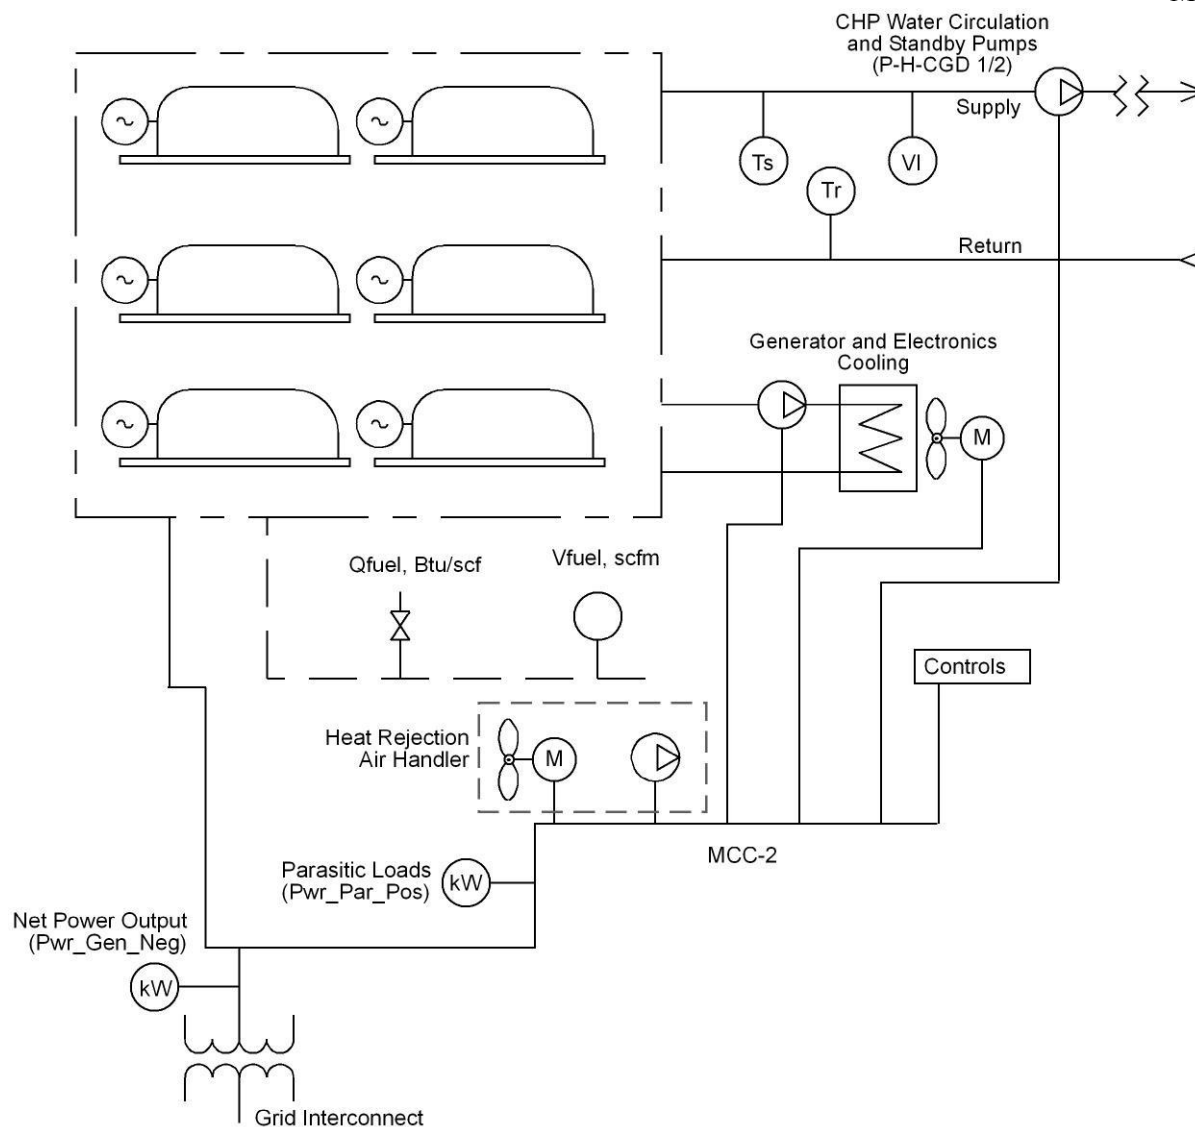 CHP Water Circulation
and Standby Pumps
(P-H-CGD 1/2)
Supply
Ts
VI
Tr
Return
Generator and Electronics
Cooling
M
Qfuel, Btu/scf
Vfuel, scfm
Controls
Heat Rejection
Air Handler
M
MCC-2
Parasitic Loads
(Pwr_Par_Pos)
kW
Net Power Output
(Pwr_Gen_Neg)
kW
Grid Interconnect